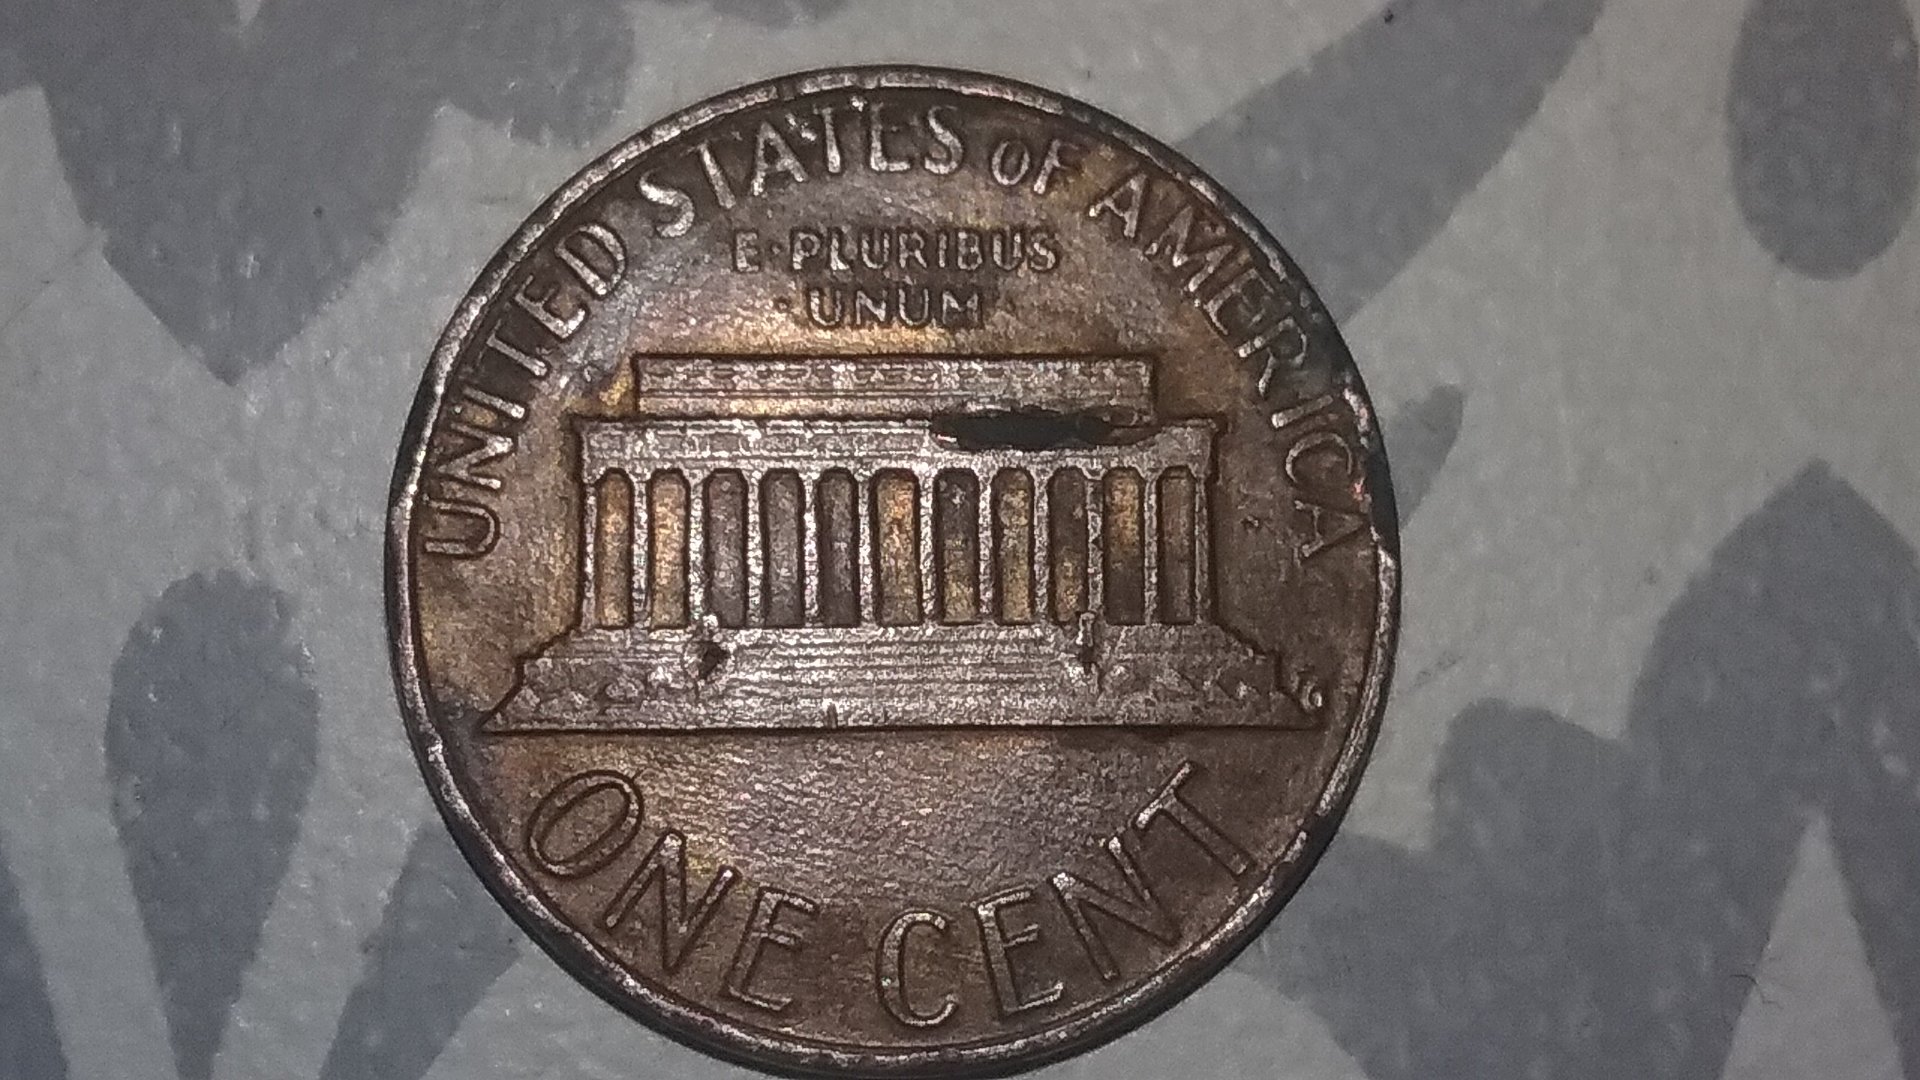 UNITED STATES OF AMERICA
E·PLURIBUS
·UNUM·
ONE CENT